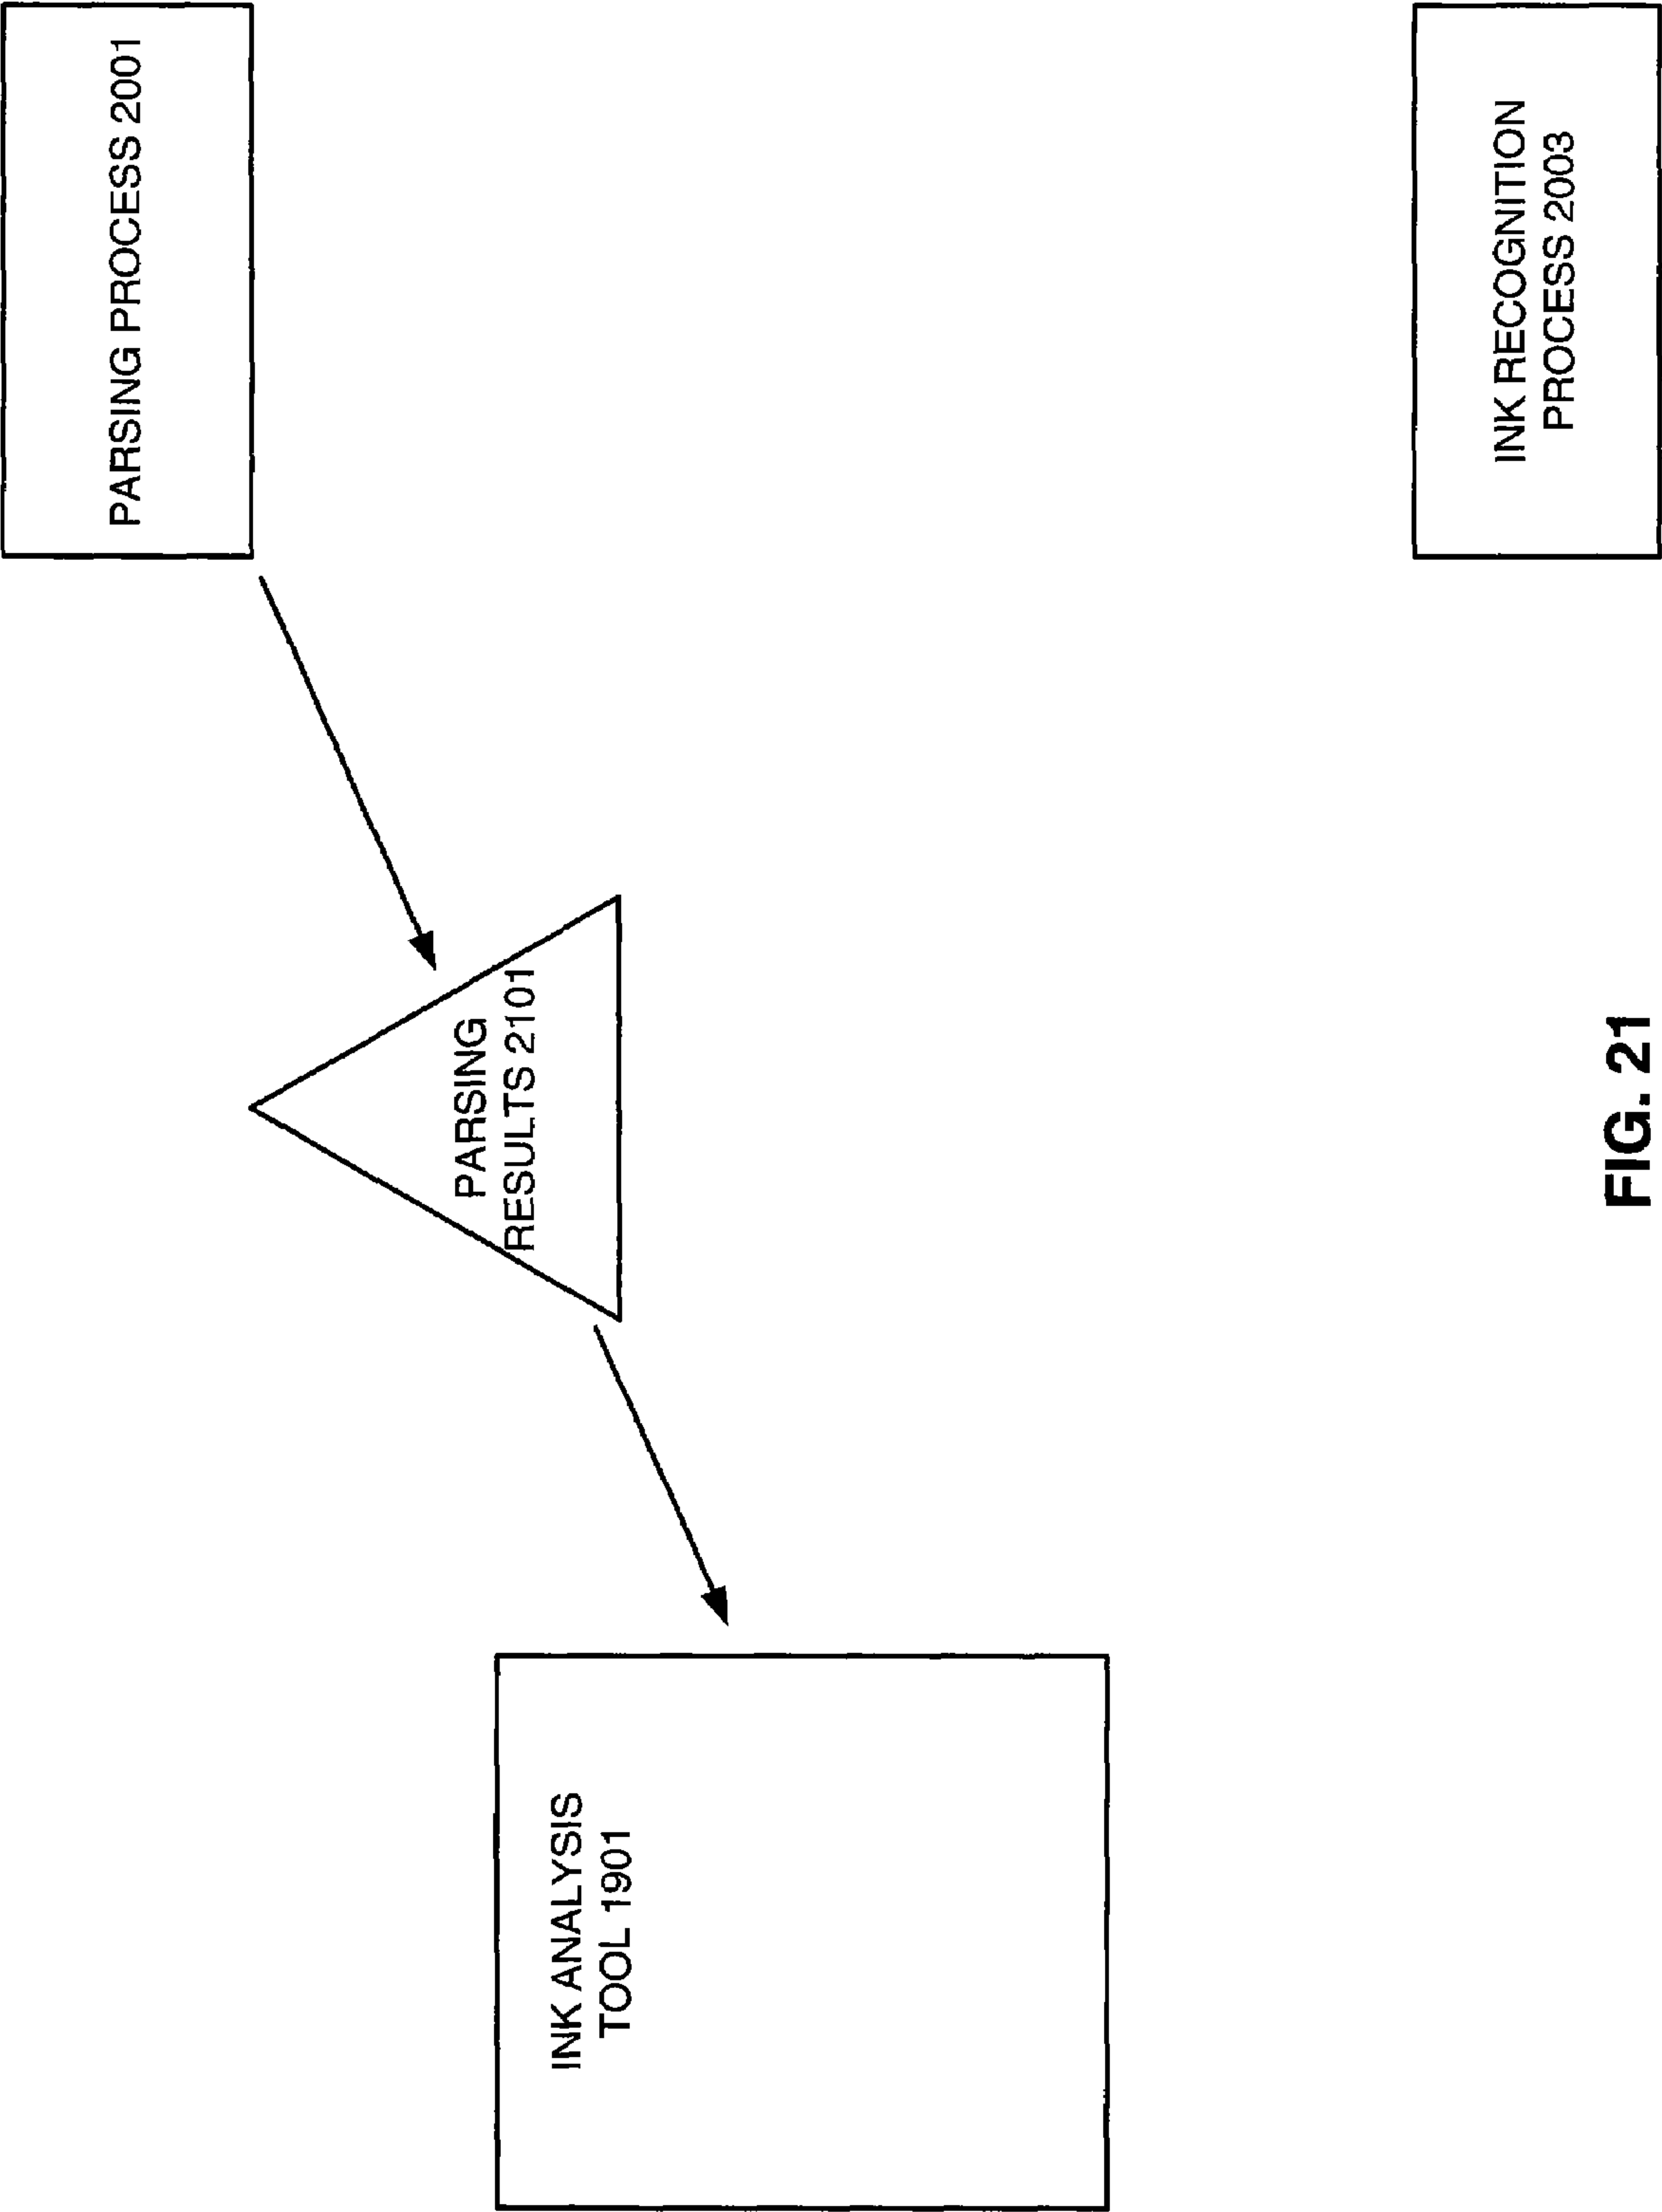 PARSING PROCESS 2001
PARSING
RESULTS 2101
INK ANALYSIS
TOOL 1901
INK RECOGNITION
PROCESS 2003
FIG. 21